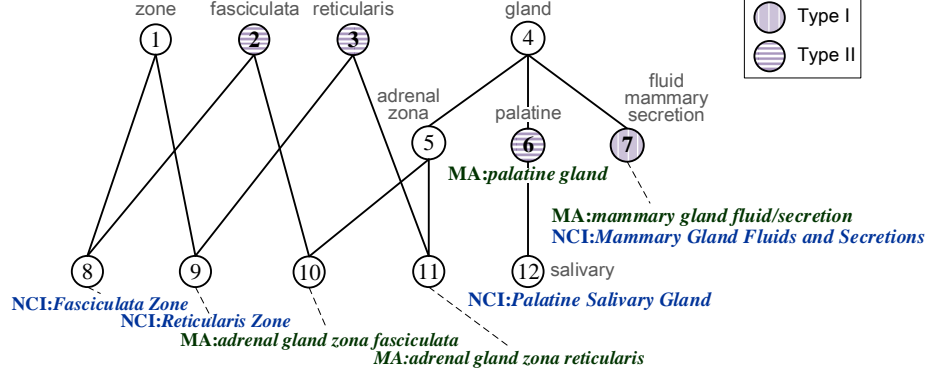 zone
fasciculata
reticularis
gland
Type I
Type II
1
2
3
4
adrenal
zona
palatine
fluid
mammary
secretion
5
6
7
MA:palatine gland
MA:mammary gland fluid/secretion
NCI:Mammary Gland Fluids and Secretions
8
9
10
11
12
salivary
NCI:Fasciculata Zone
NCI:Palatine Salivary Gland
NCI:Reticularis Zone
MA:adrenal gland zona fasciculata
MA:adrenal gland zona reticularis